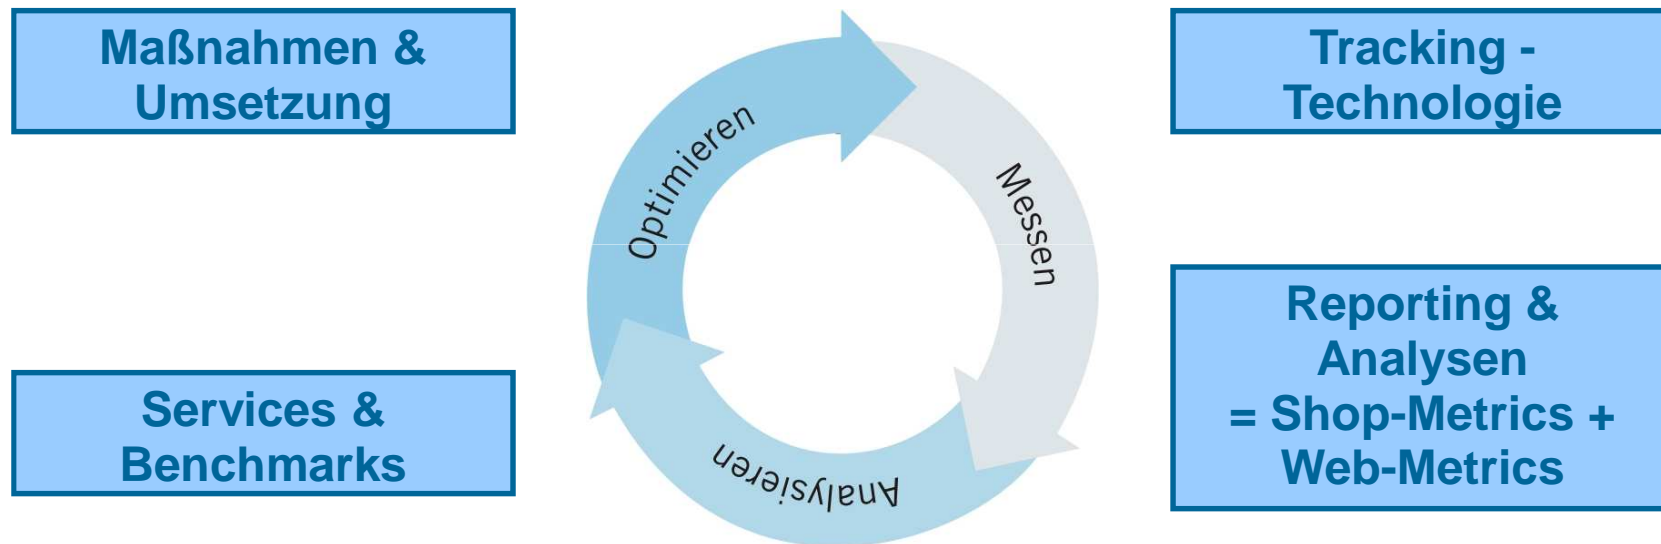 Maßnahmen &
Umsetzung
Tracking -
Technologie
Optimieren
Messen
Analysieren
Services &
Benchmarks
Reporting &
Analysen
= Shop-Metrics +
Web-Metrics